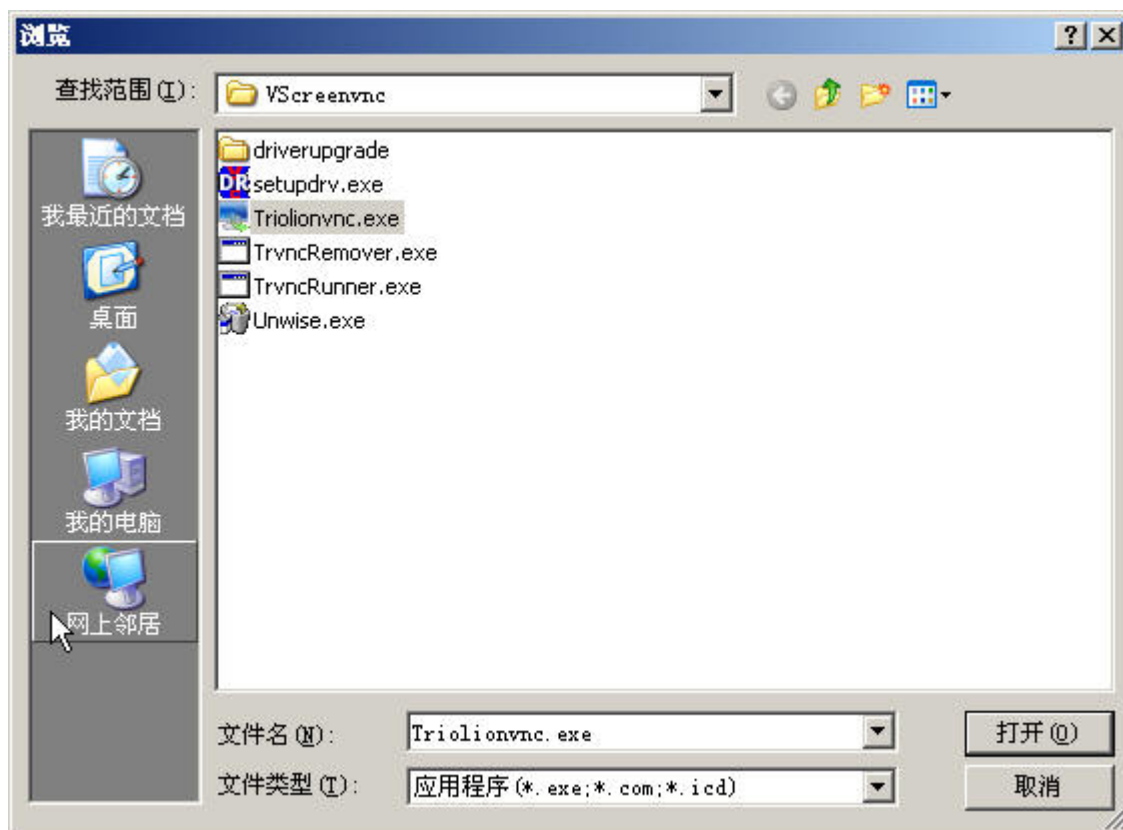 浏览
查找范围(I):
VScreenvnc
我最近的文档
桌面
我的文档
我的电脑
网上邻居
driverupgrade
DR setupdrv.exe
Triolionvnc.exe
TrvncRemover.exe
TrvncRunner.exe
Unwise.exe
文件名(N):
Triolionvnc.exe
打开(O)
文件类型(T):
应用程序(*.exe;*.com;*.icd)
取消